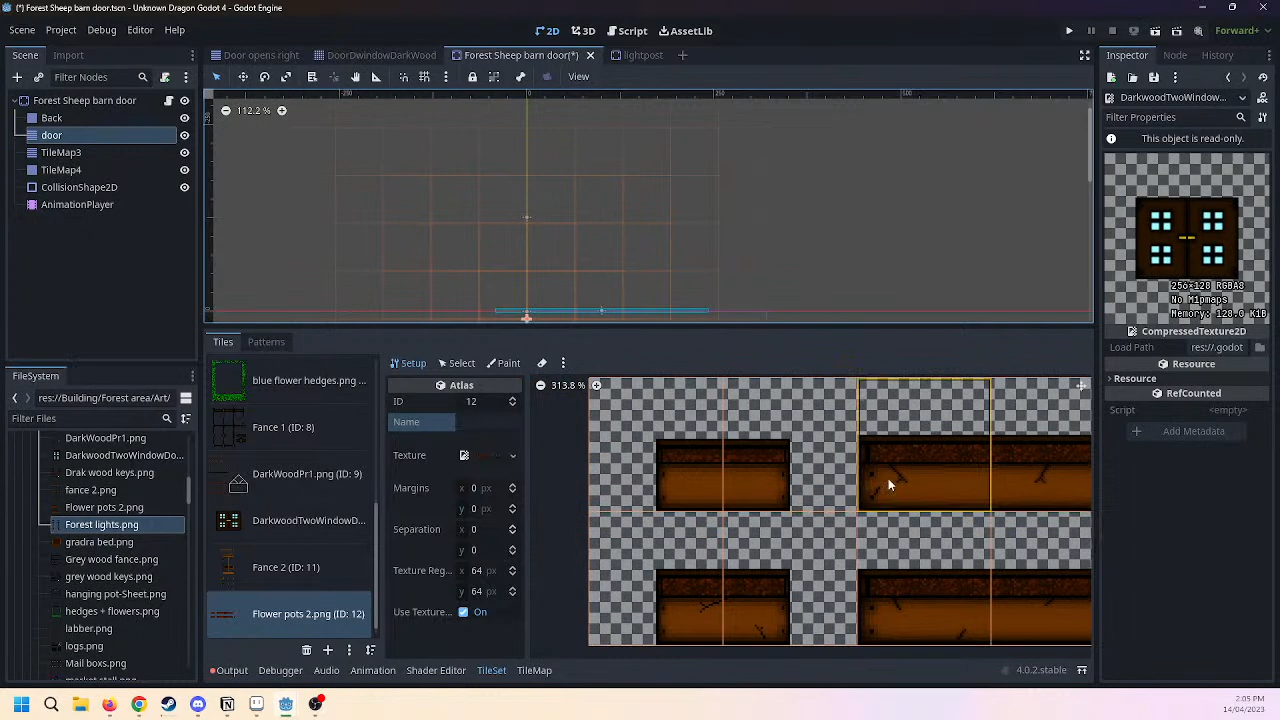 (*) Forest Sheep barn door.tscn - Unknown Dragon Godot 4 - Godot Engine
Scene Project Debug Editor Help
2D 3D Script AssetLib
Forward+
Scene Import
Door opens right DoorDwindowDarkWood Forest Sheep barn door(*) lightpost
Inspector Node History
Filter Nodes
View
Forest Sheep barn door
Back
door
TileMap3
TileMap4
CollisionShape2D
AnimationPlayer
-250 0 250 500
112.2 %
DarkwoodTwoWindow...
Filter Properties
This object is read-only.
256×128 RGBA8
No Mipmaps
Memory: 128.0 KiB
CompressedTexture2D
Load Path res://.godot
Resource
Resource
RefCounted
Script <empty>
Add Metadata
FileSystem
res://Building/Forest area/Art/
Filter Files
DarkWoodPr1.png
DarkwoodTwoWindowDo...
Drak wood keys.png
fance 2.png
Flower pots 2.png
Forest lights.png
gradra bed.png
Grey wood fance.png
grey wood keys.png
hanging pot-Sheet.png
hedges + flowers.png
labber.png
logs.png
Mail boxs.png
Tiles Patterns
blue flower hedges.png ...
Fance 1 (ID: 8)
DarkWoodPr1.png (ID: 9)
DarkwoodTwoWindowD...
Fance 2 (ID: 11)
Flower pots 2.png (ID: 12)
Setup Select Paint
Atlas
ID 12
Name
Texture
Margins x 0 px
y 0 px
Separation x 0
y 0 px
Texture Reg... x 64 px
y 64 px
Use Texture... On
313.8 %
Output Debugger Audio Animation Shader Editor TileSet TileMap
4.0.2.stable
2:05 PM
14/04/2023